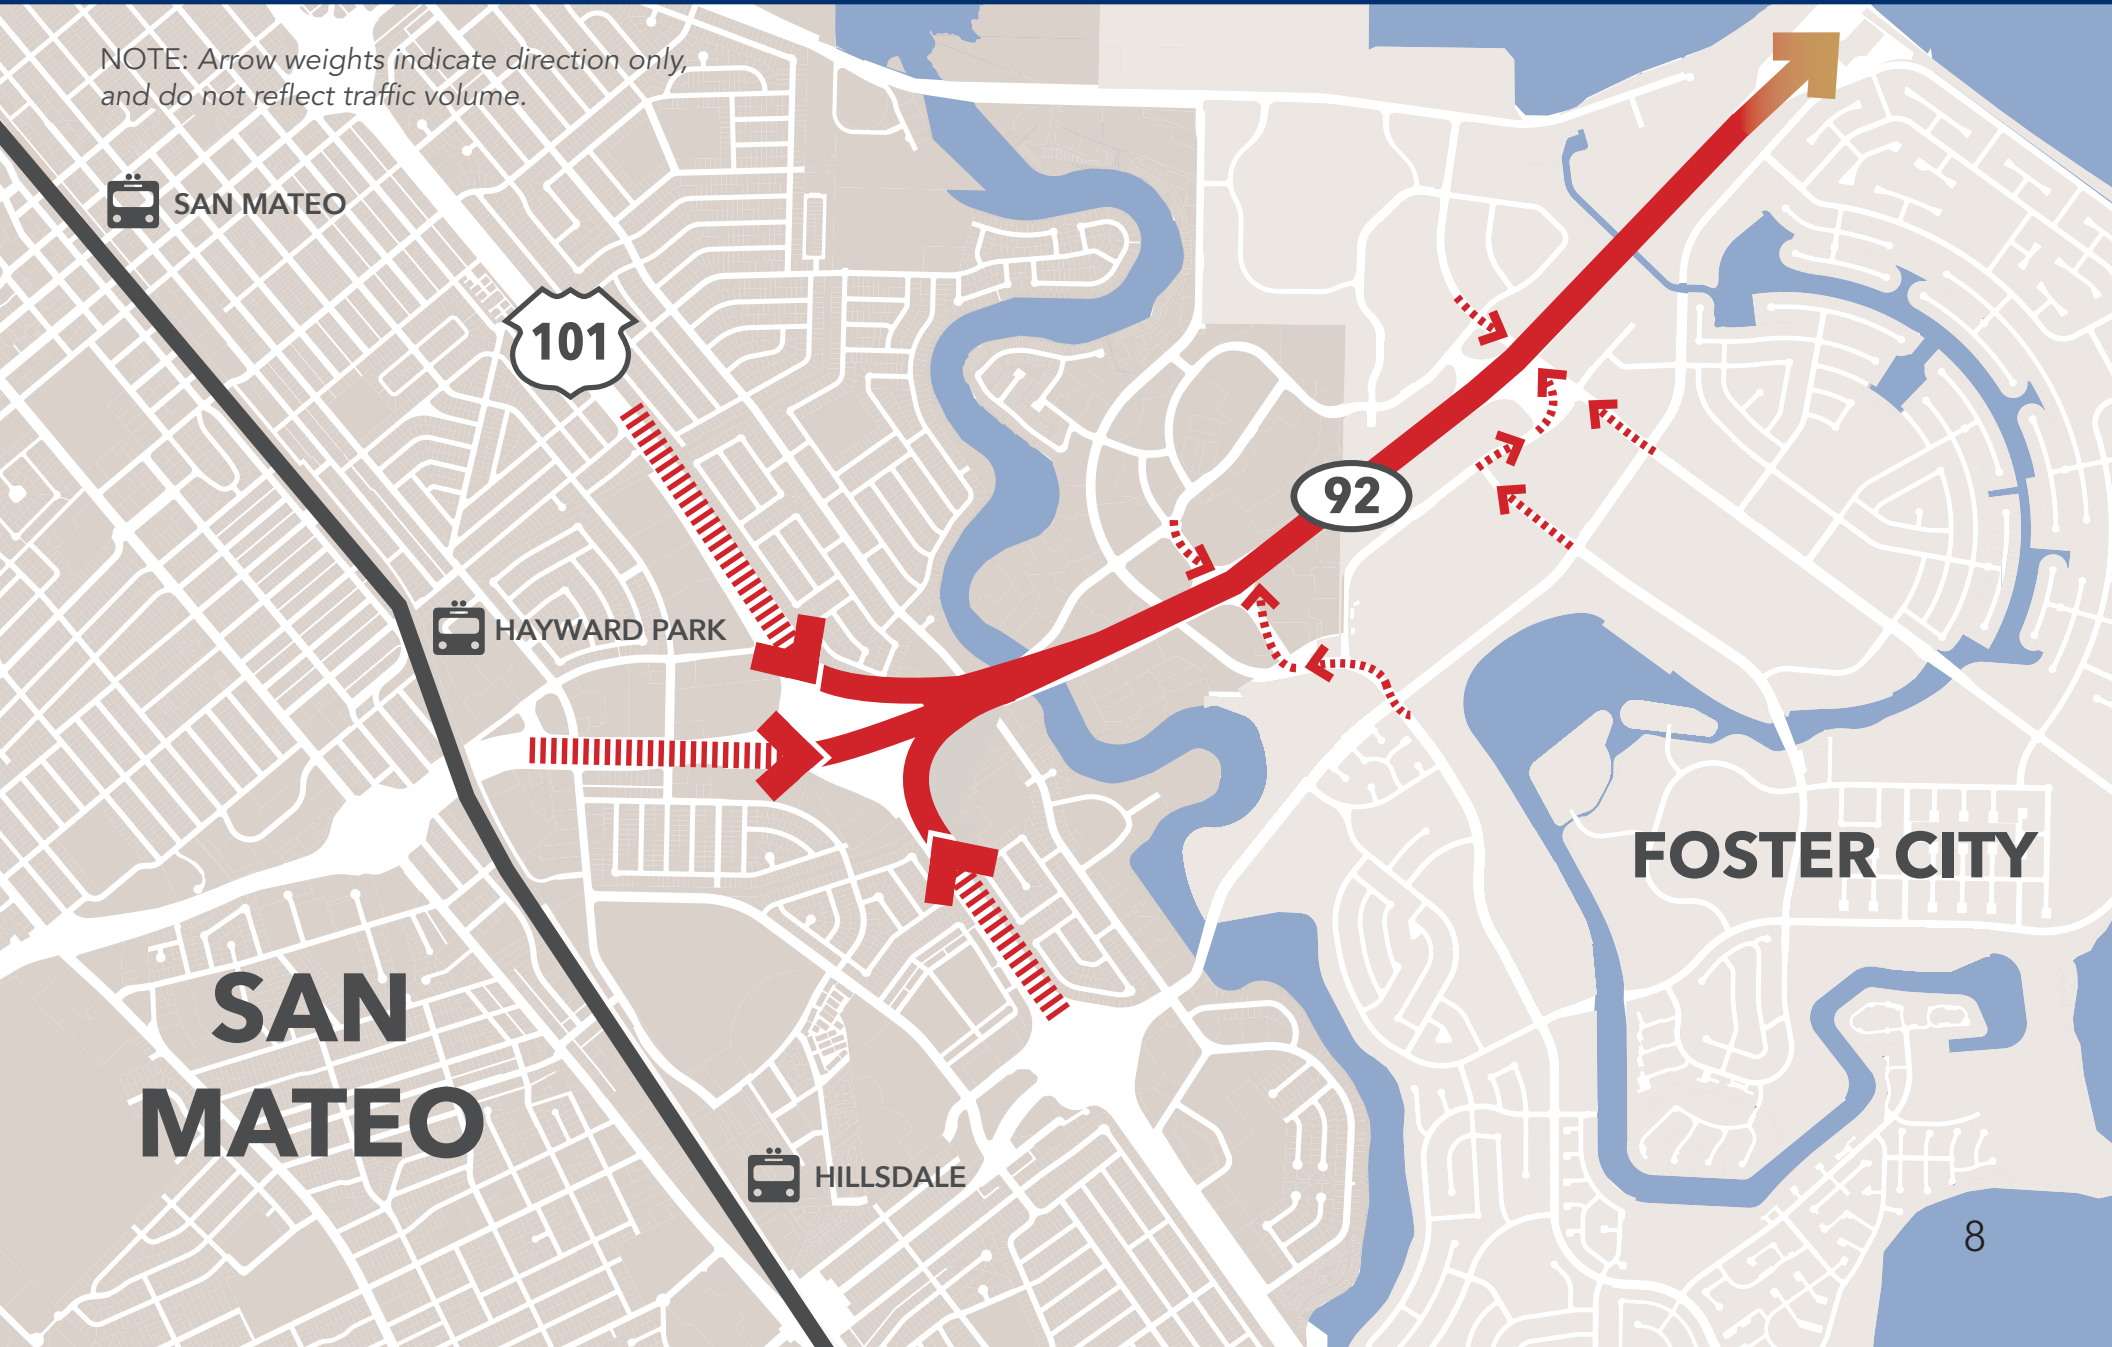 NOTE: Arrow weights indicate direction only,
and do not reflect traffic volume.
SAN MATEO
101
92
HAYWARD PARK
FOSTER CITY
SAN
MATEO
HILLSDALE
8